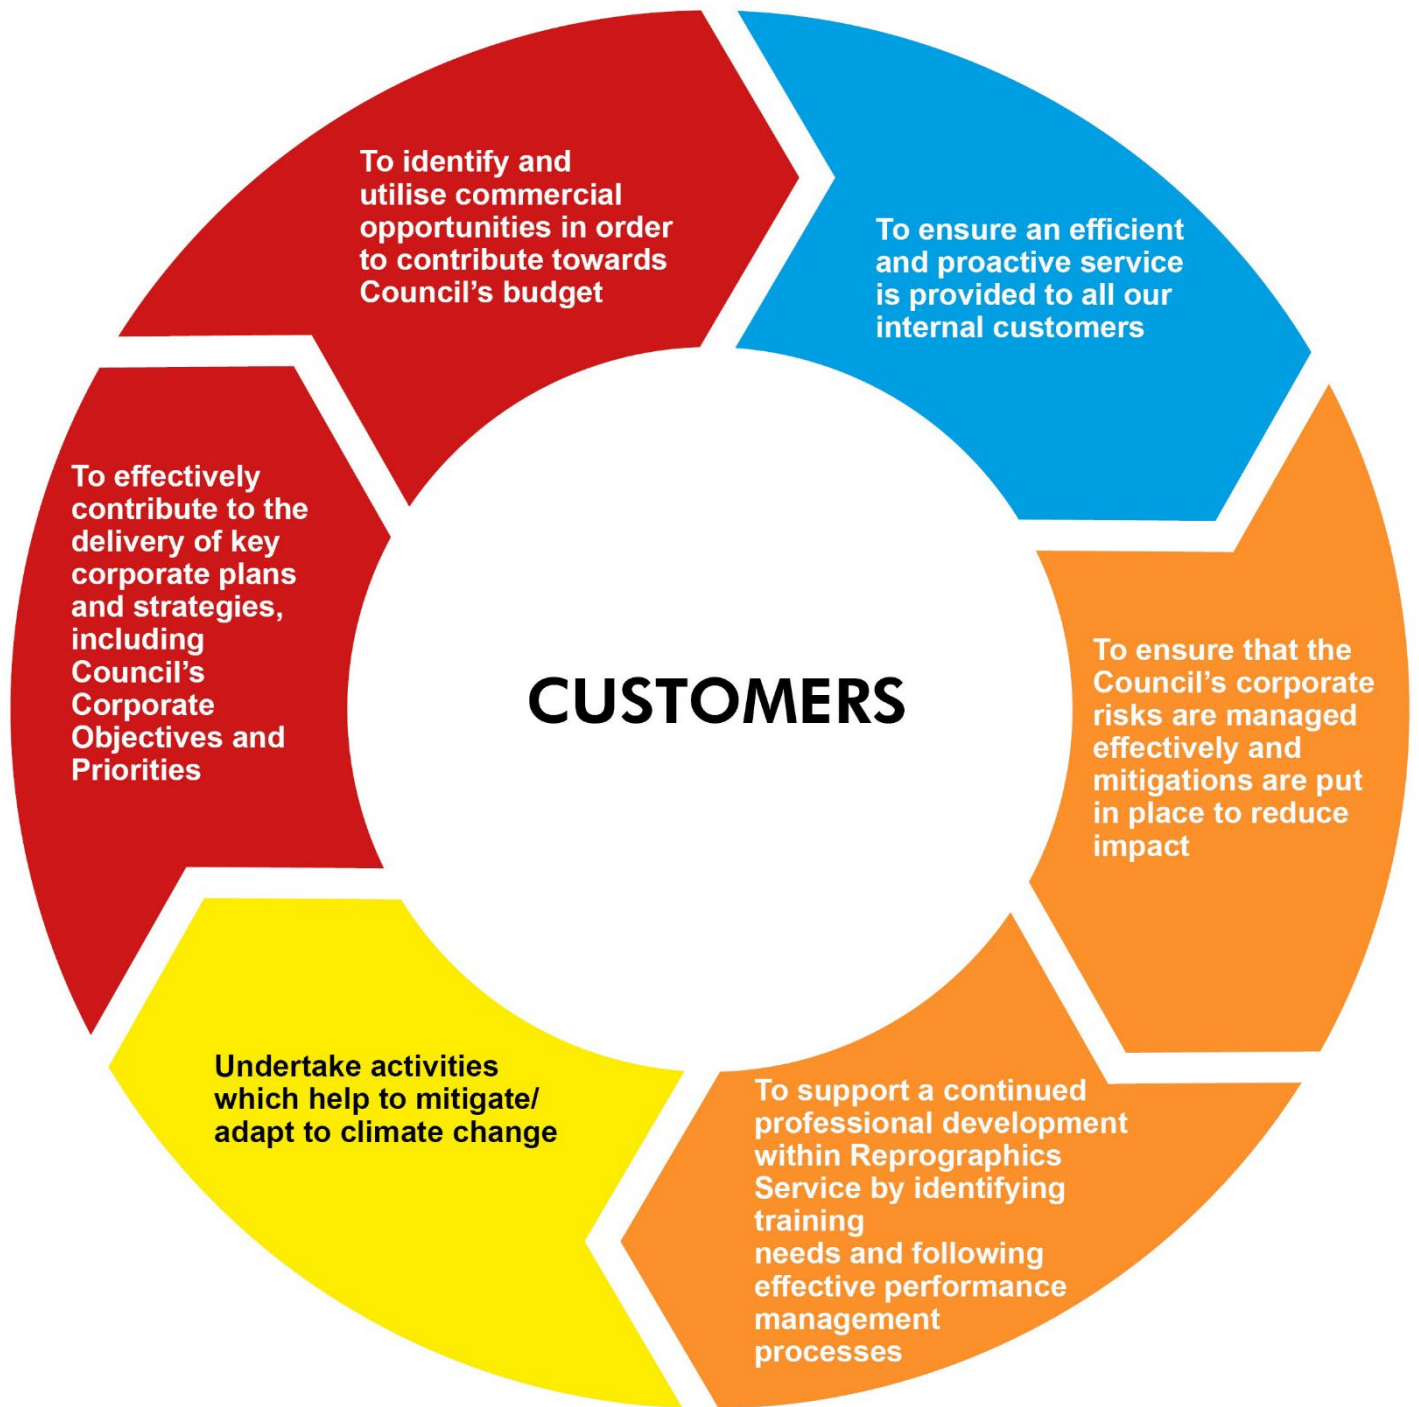 To identify and
utilise commercial
opportunities in order
to contribute towards
Council’s budget
To ensure an efficient
and proactive service
is provided to all our
internal customers
To effectively
contribute to the
delivery of key
corporate plans
and strategies,
including
Council’s
Corporate
Objectives and
Priorities
CUSTOMERS
To ensure that the
Council’s corporate
risks are managed
effectively and
mitigations are put
in place to reduce
impact
Undertake activities
which help to mitigate/
adapt to climate change
To support a continued
professional development
within Reprographics
Service by identifying
training
needs and following
effective performance
management
processes